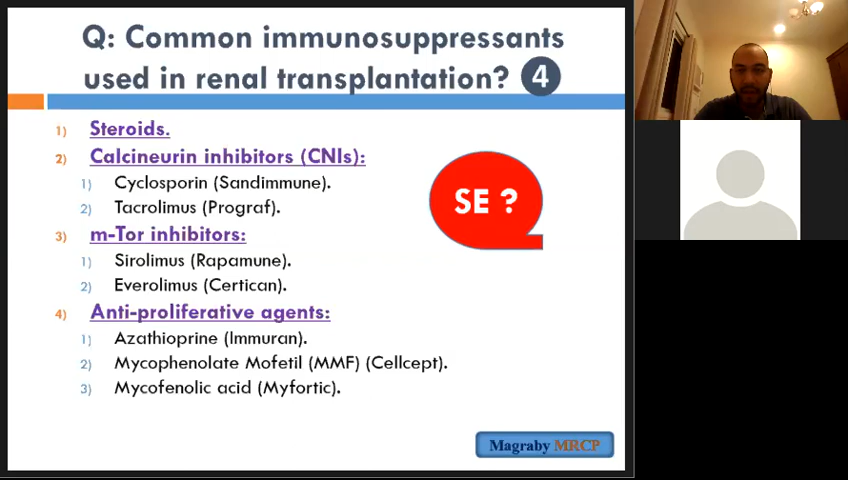 Q: Common immunosuppressants
used in renal transplantation? 4
1) Steroids.
2) Calcineurin inhibitors (CNIs):
1) Cyclosporin (Sandimmune).
2) Tacrolimus (Prograf).
SE ?
3) m-Tor inhibitors:
1) Sirolimus (Rapamune).
2) Everolimus (Certican).
4) Anti-proliferative agents:
1) Azathioprine (Immuran).
2) Mycophenolate Mofetil (MMF) (Cellcept).
3) Mycofenolic acid (Myfortic).
Magraby MRCP